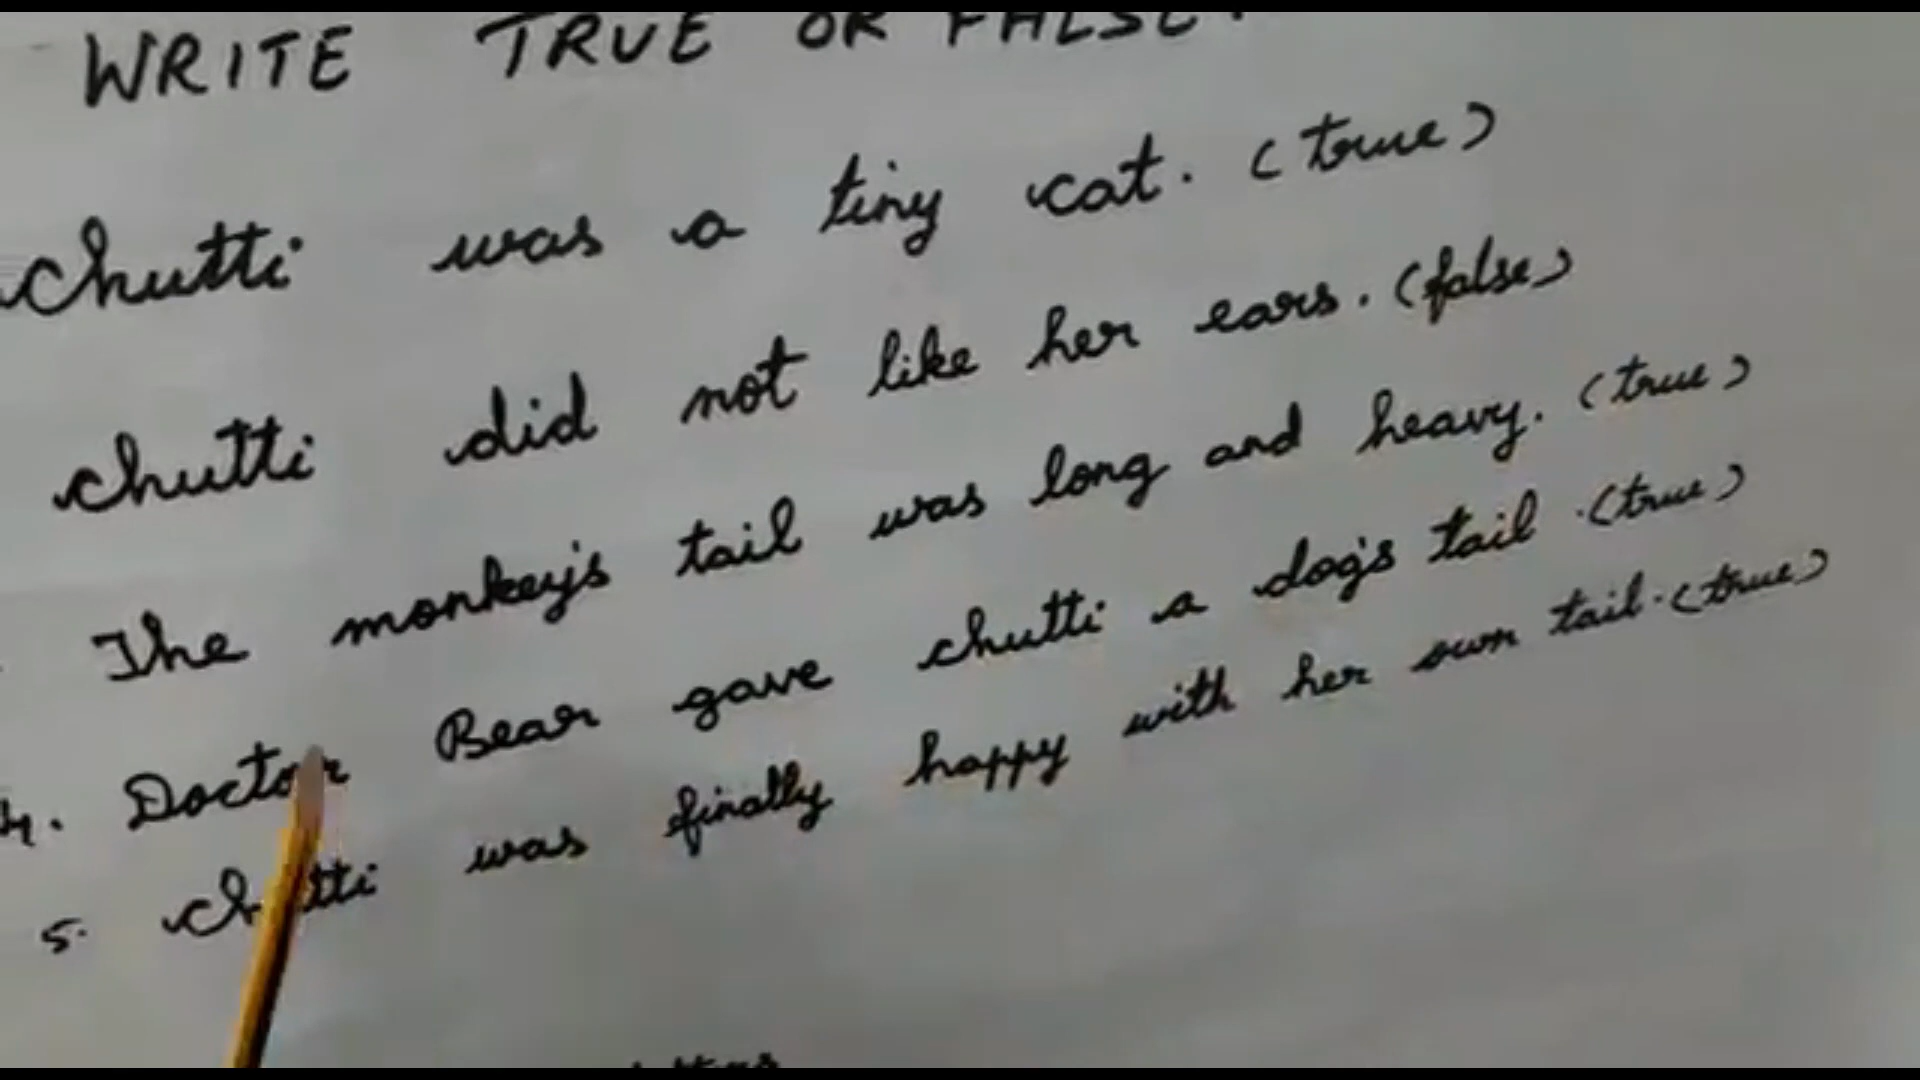 WRITE TRUE OR FALSE.
Chutti was a tiny cat. (true)
chutti did not like her ears. (false)
The monkey's tail was long and heavy. (true)
4. Doctor Bear gave chutti a dog's tail. (true)
5. chutti was finally happy with her own tail. (true)